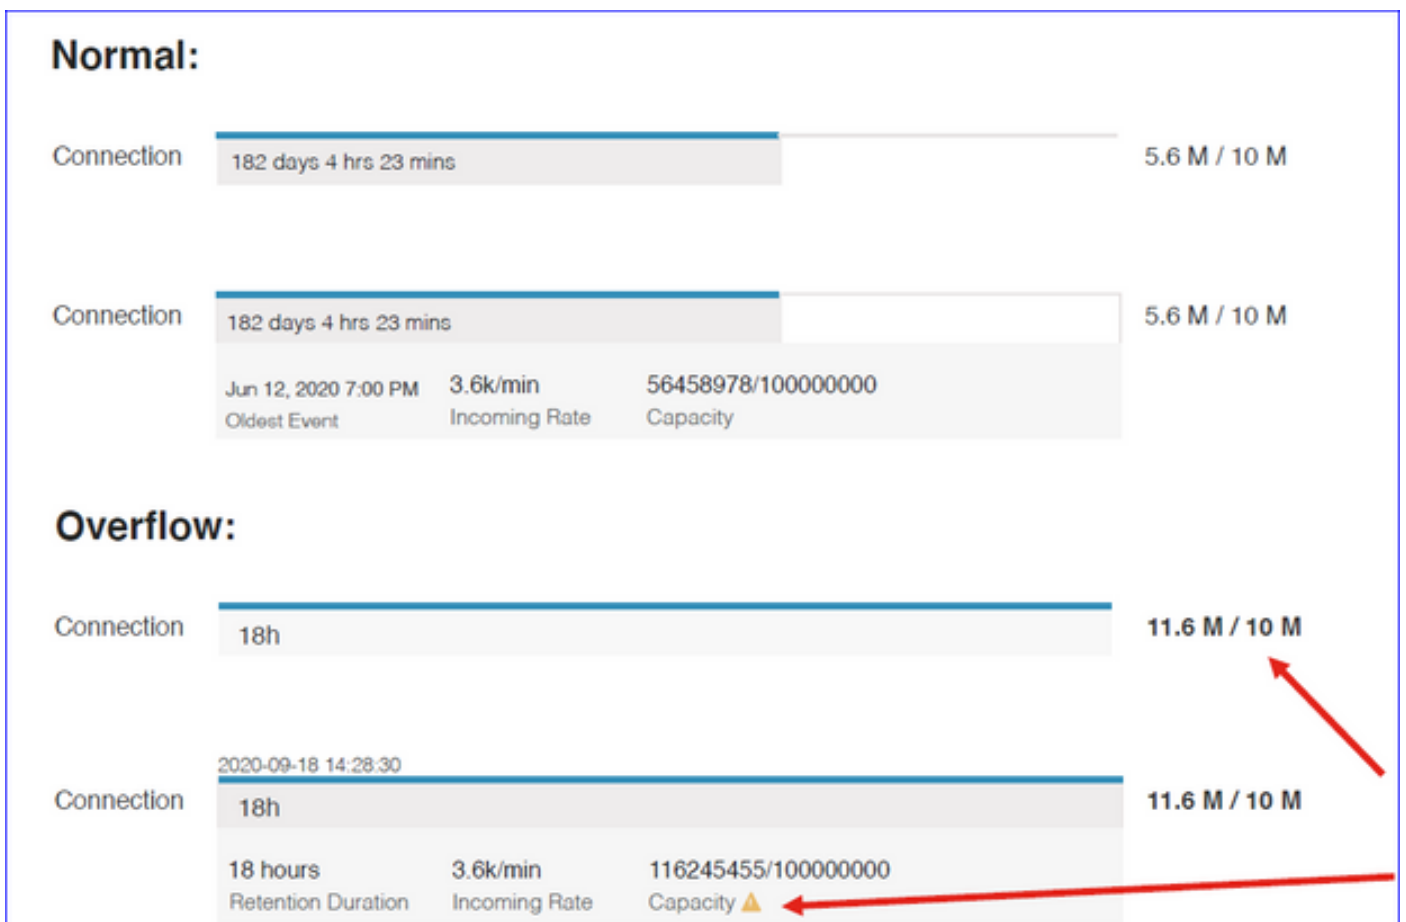 Normal:
Connection 182 days 4 hrs 23 mins 5.6 M / 10 M
Connection 182 days 4 hrs 23 mins 5.6 M / 10 M
Jun 12, 2020 7:00 PM 3.6k/min 56458978/100000000
Oldest Event Incoming Rate Capacity
Overflow:
Connection 18h 11.6 M / 10 M
2020-09-18 14:28:30
Connection 18h 11.6 M / 10 M
18 hours 3.6k/min 116245455/100000000
Retention Duration Incoming Rate Capacity